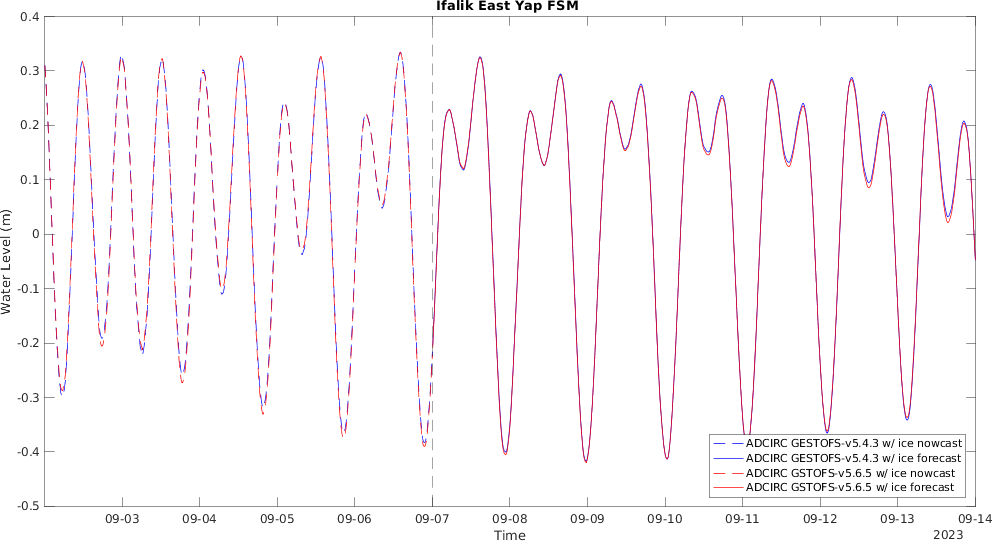 Ifalik East Yap FSM
0.4
0.3
0.2
0.1
0
-0.1
-0.2
-0.3
-0.4
-0.5
Water Level (m)
ADCIRC GESTOFS-v5.4.3 w/ ice nowcast
ADCIRC GESTOFS-v5.4.3 w/ ice forecast
ADCIRC GSTOFS-v5.6.5 w/ ice nowcast
ADCIRC GSTOFS-v5.6.5 w/ ice forecast
09-03 09-04 09-05 09-06 09-07 09-08 09-09 09-10 09-11 09-12 09-13 09-14
Time
2023